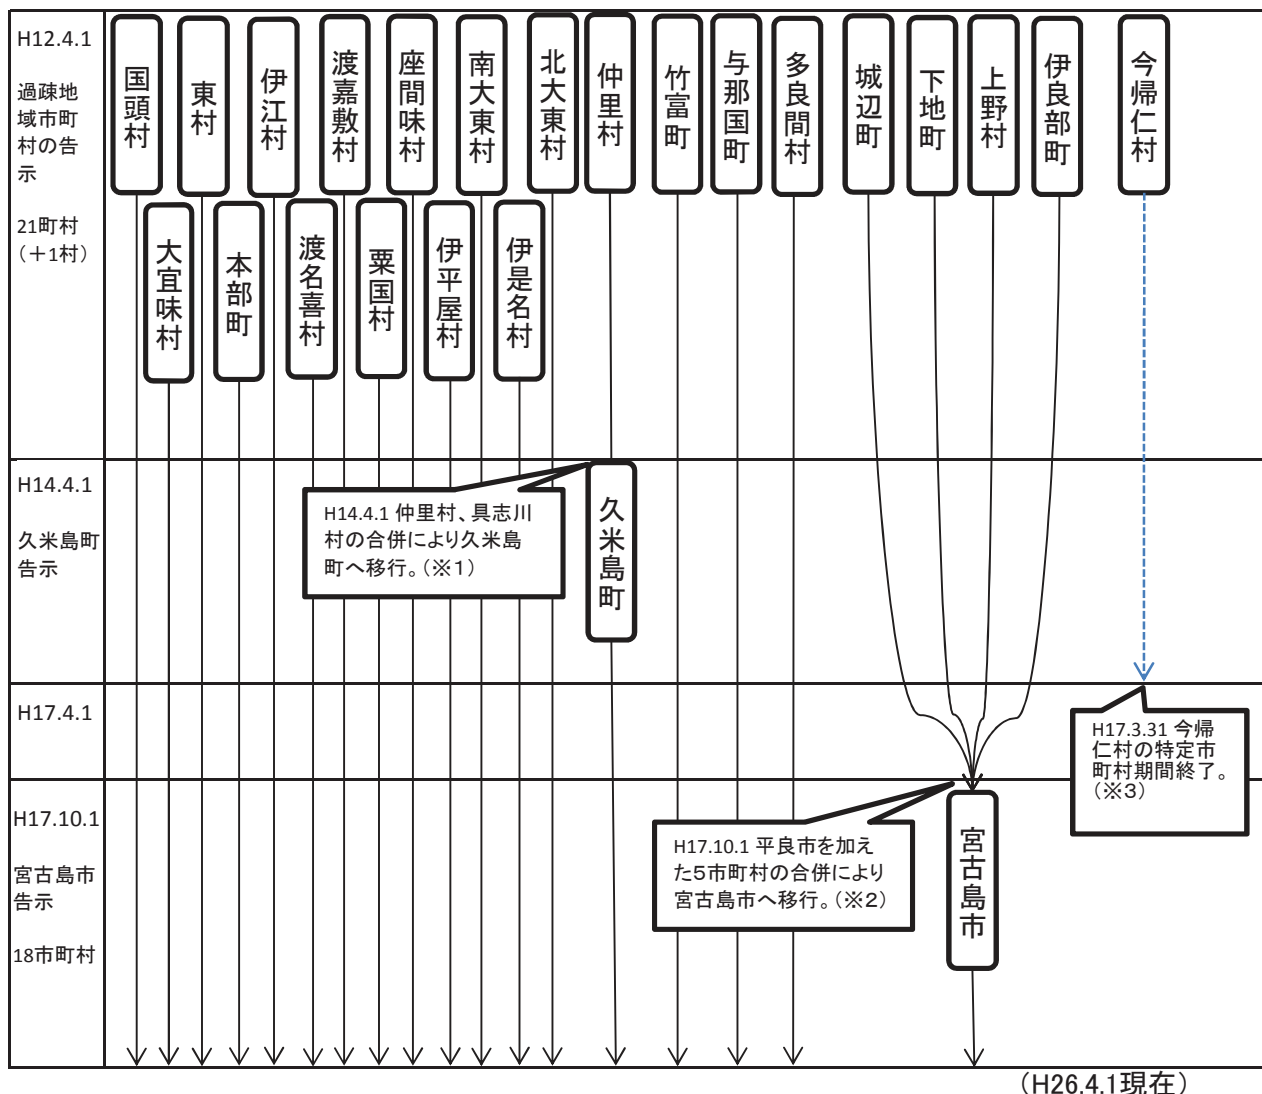 H12.4.1
過疎地
域市町
村の告
示
21町村
(＋1村)
国頭村
東村
伊江村
渡嘉敷村
座間味村
南大東村
北大東村
仲里村
竹富町
与那国町
多良間村
城辺町
下地町
上野村
伊良部町
今帰仁村
大宜味村
本部町
渡名喜村
粟国村
伊平屋村
伊是名村
H14.4.1
久米島町
告示
H14.4.1 仲里村、具志川
村の合併により久米島
町へ移行。(※1)
久米島町
H17.4.1
H17.3.31 今帰
仁村の特定市
町村期間終了。
(※3)
H17.10.1
宮古島市
告示
18市町村
H17.10.1 平良市を加え
た5市町村の合併により
宮古島市へ移行。(※2)
宮古島市
(H26.4.1現在)